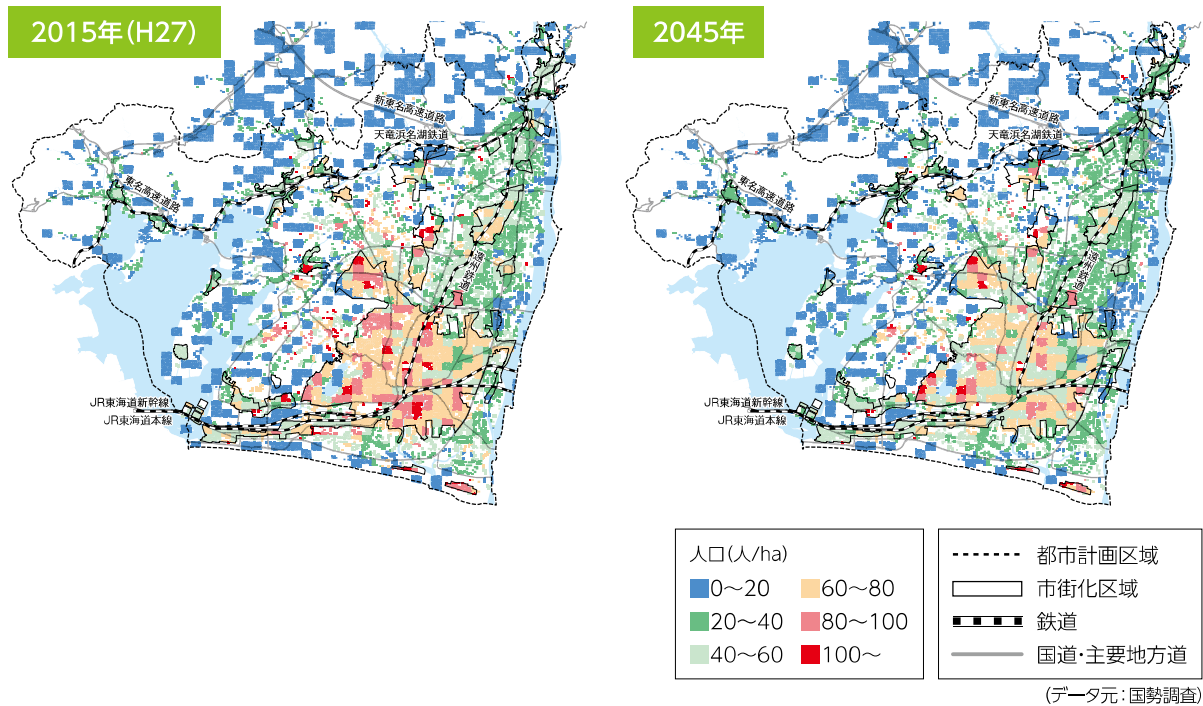 2015年(H27)
新東名高速道路
天竜浜名湖鉄道
東名高速道路
遠州鉄道
JR東海道新幹線
JR東海道本線
2045年
新東名高速道路
天竜浜名湖鉄道
東名高速道路
遠州鉄道
JR東海道新幹線
JR東海道本線
人口(人/ha)
0～20
20～40
40～60
60～80
80～100
100～
都市計画区域
市街化区域
鉄道
国道・主要地方道
(データ元:国勢調査)